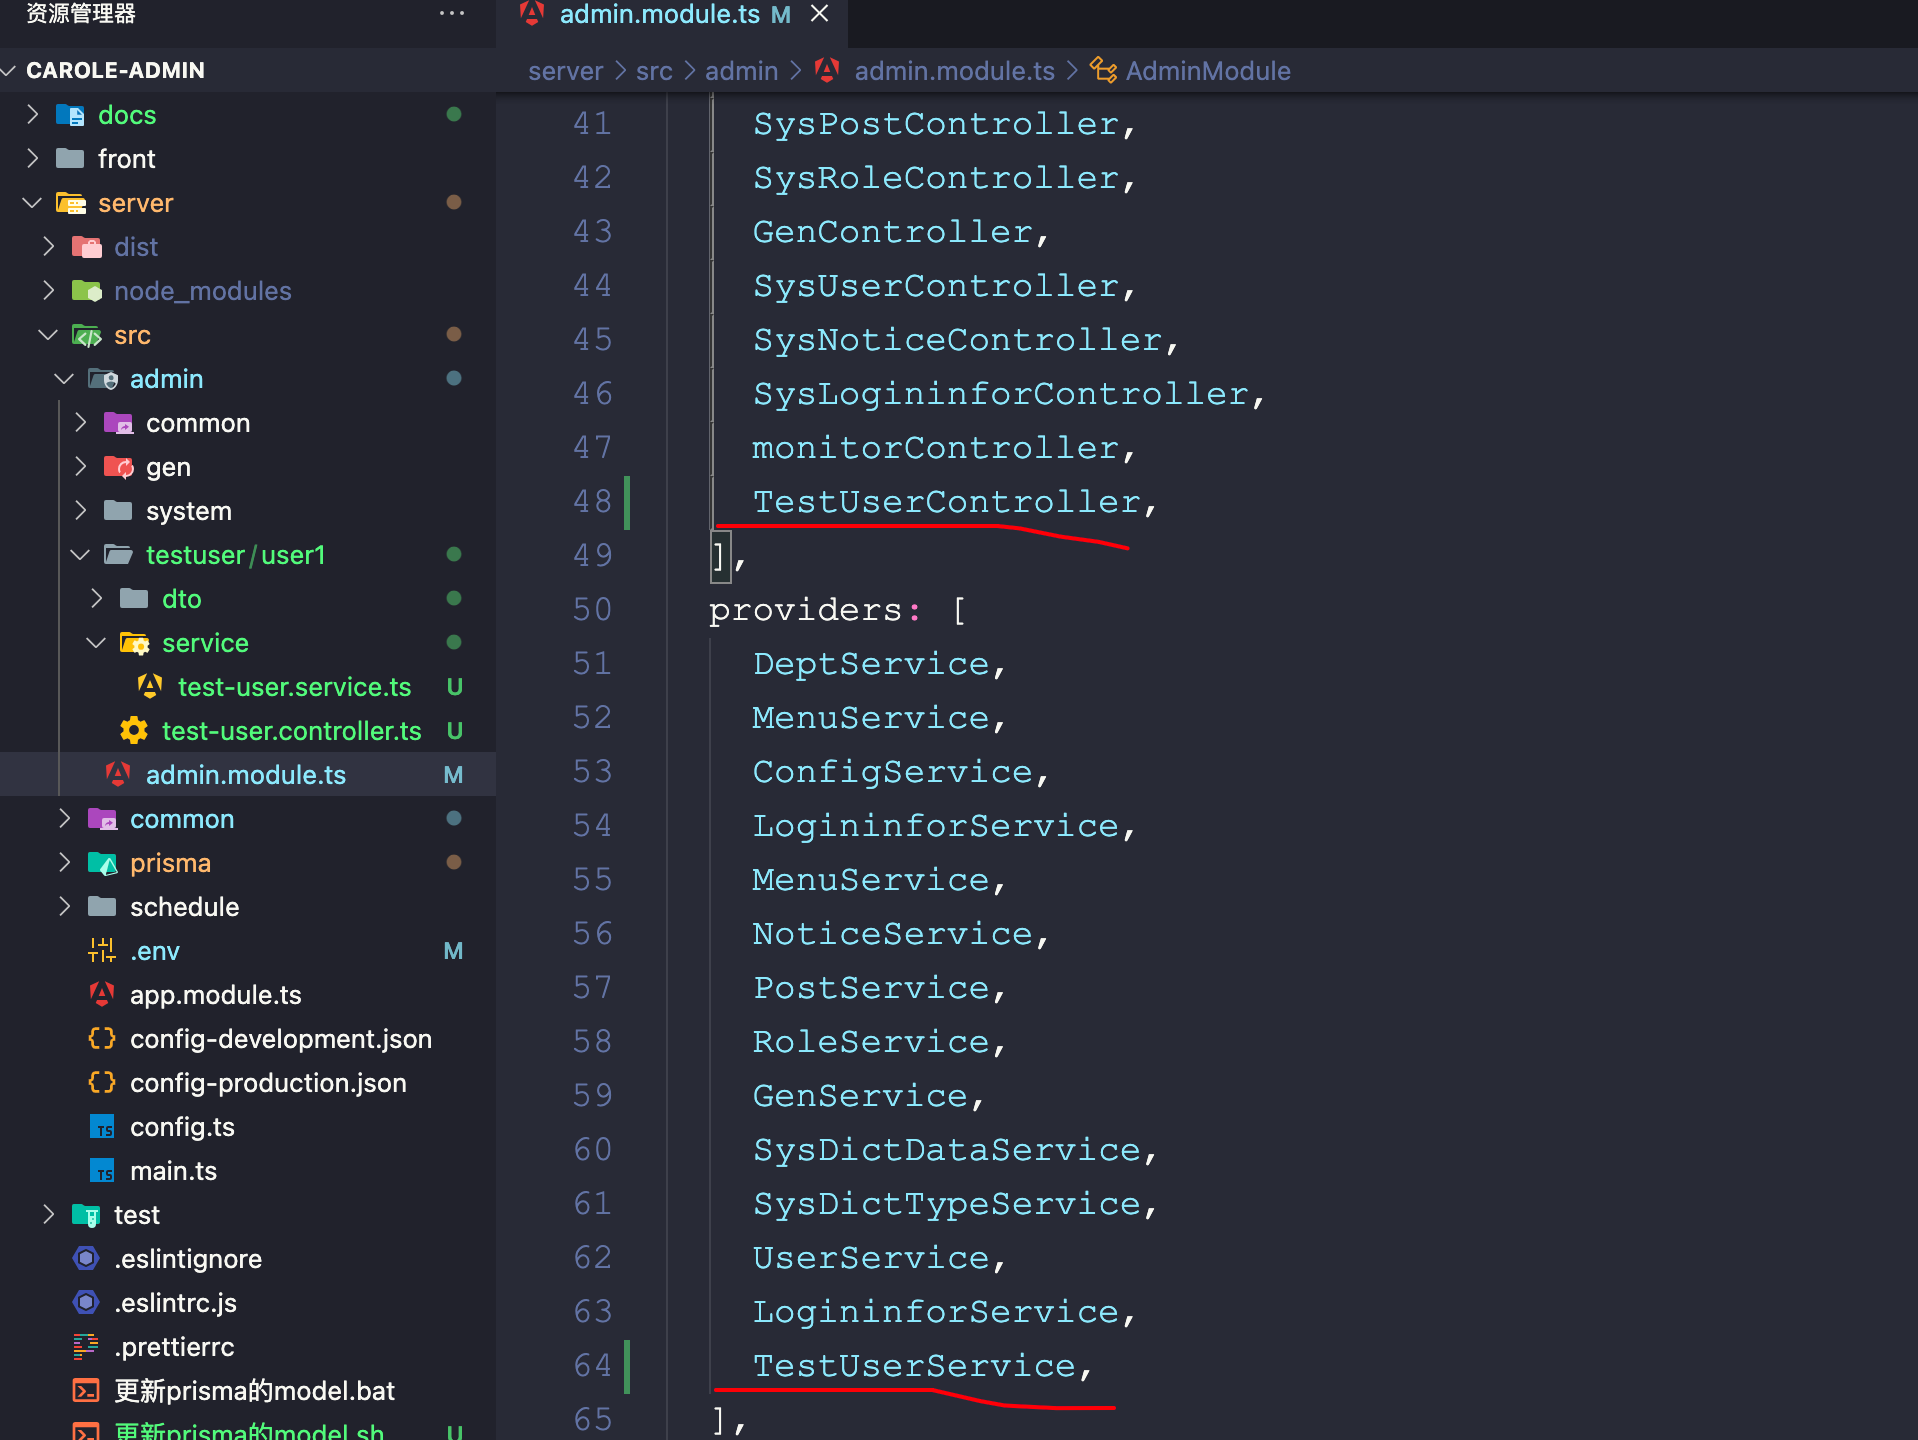 资源管理器
CAROLE-ADMIN
docs
front
server
dist
node_modules
src
admin
common
gen
system
testuser/user1
dto
service
test-user.service.ts U
test-user.controller.ts U
admin.module.ts M
common
prisma
schedule
.env M
app.module.ts
config-development.json
config-production.json
config.ts
main.ts
test
.eslintignore
.eslintrc.js
.prettierrc
更新prisma的model.bat
更新prisma的model.sh U
admin.module.ts M
server > src > admin > admin.module.ts > AdminModule
41 SysPostController,
42 SysRoleController,
43 GenController,
44 SysUserController,
45 SysNoticeController,
46 SysLogininforController,
47 monitorController,
48 TestUserController,
49 ],
50 providers: [
51 DeptService,
52 MenuService,
53 ConfigService,
54 LogininforService,
55 MenuService,
56 NoticeService,
57 PostService,
58 RoleService,
59 GenService,
60 SysDictDataService,
61 SysDictTypeService,
62 UserService,
63 LogininforService,
64 TestUserService,
65 ],